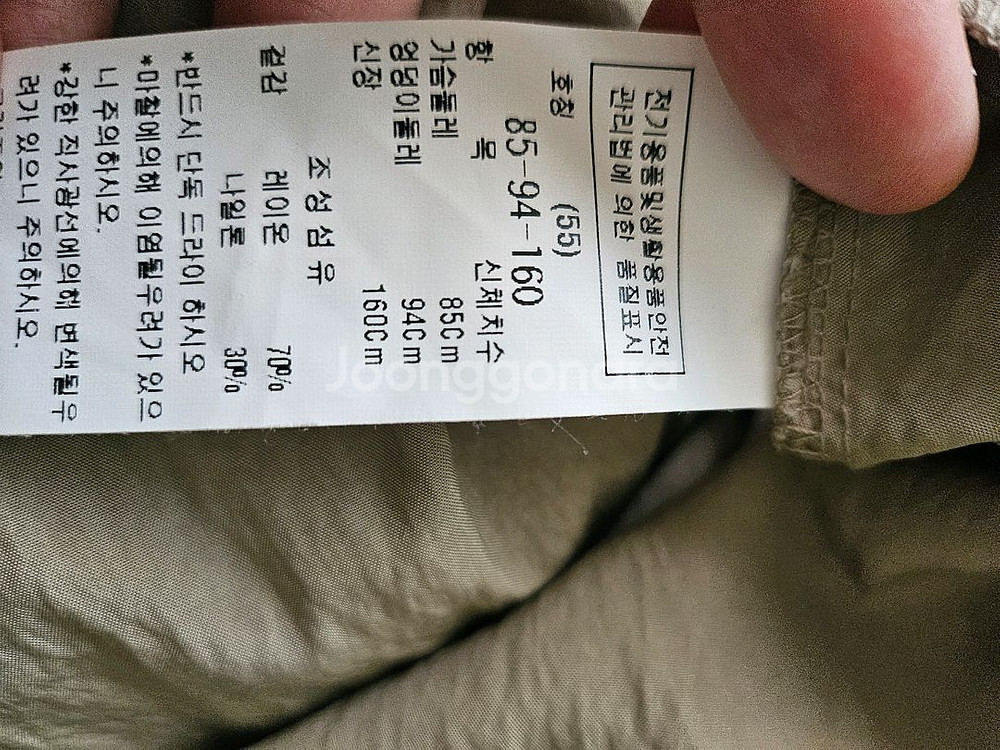 전기용품및생활용품안전
관리법에 의한 품질표시
호칭 (55)
85-94-160
항 목 신체치수
가슴둘레 85Cm
엉덩이둘레 94Cm
신장 160Cm
조성섬유
겉감 레이온 70%
나일론 30%
*반드시 단독 드라이 하시오
*마찰에의해 이염될우려가 있으
니 주의하시오.
*강한 직사광선에의해 변색될우
려가 있으니 주의하시오.
Joonggonara